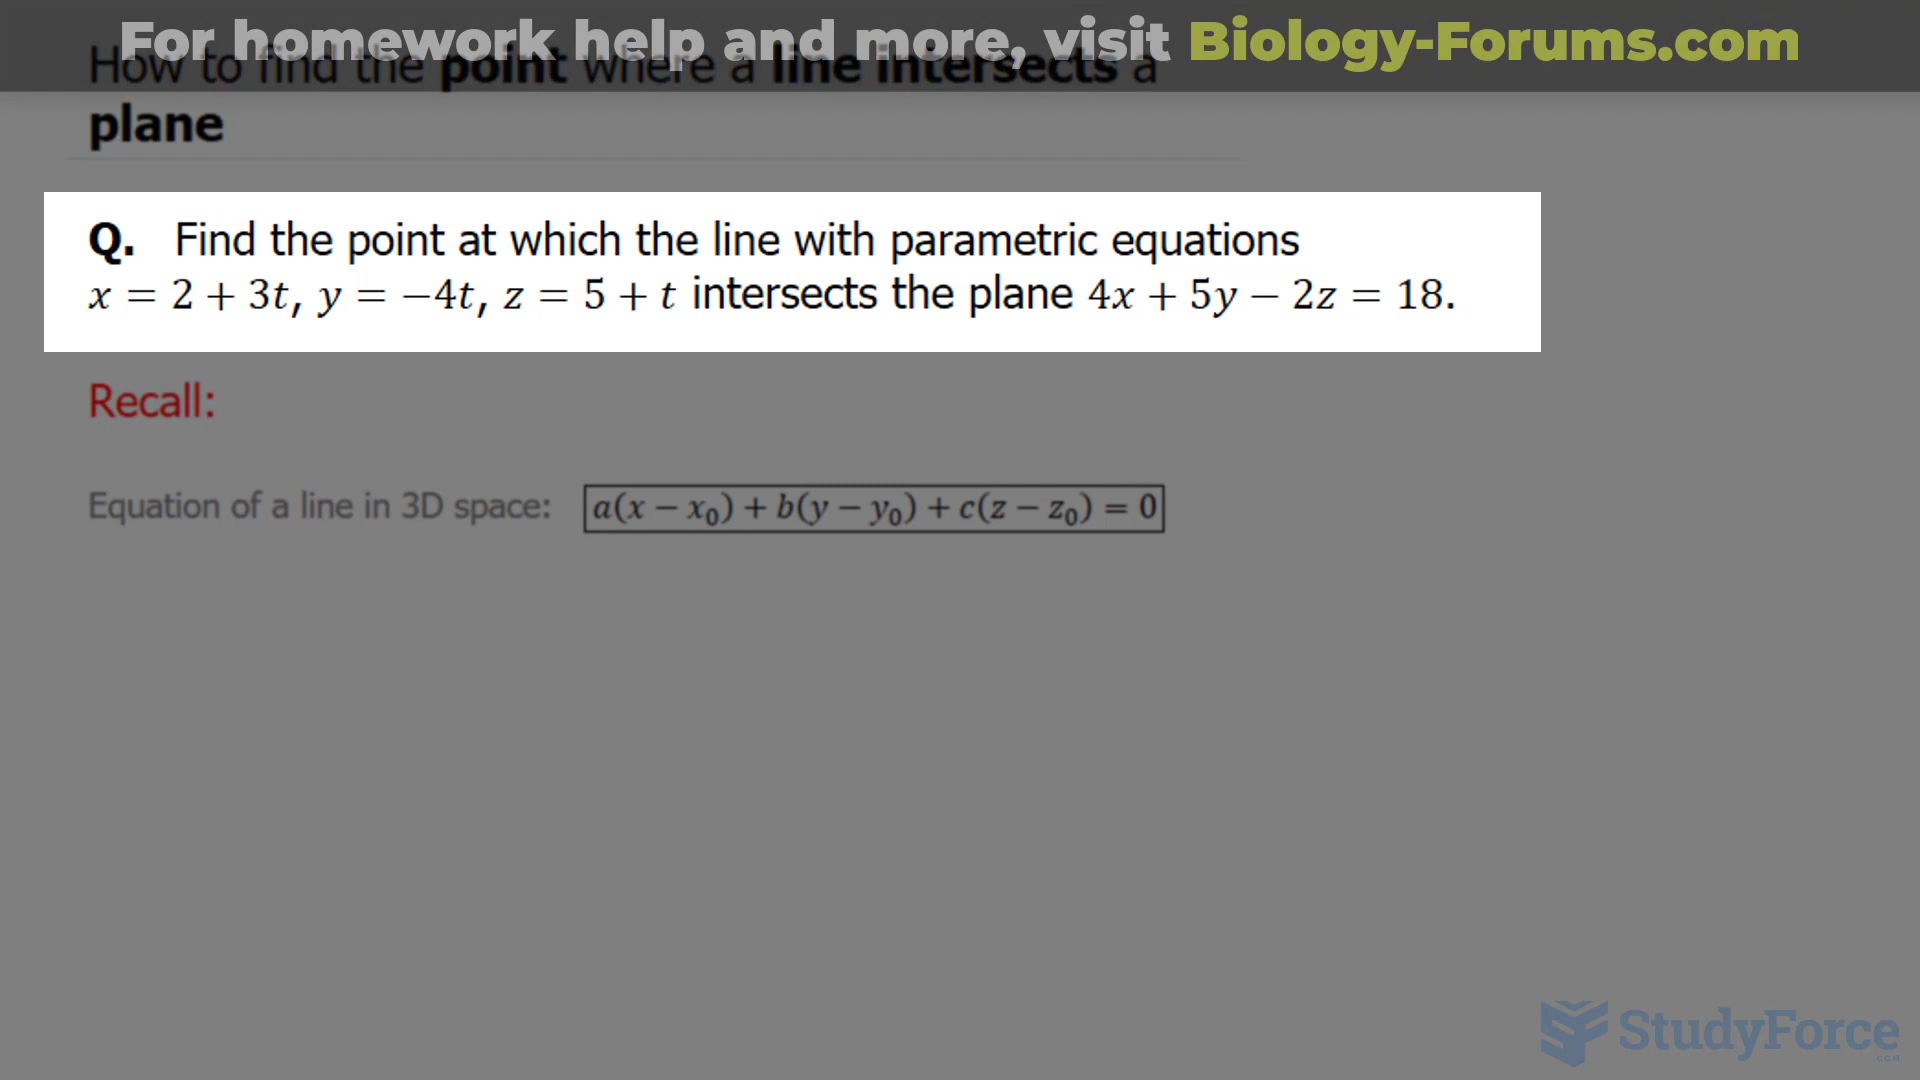 For homework help and more, visit Biology-Forums.com
How to find the point where a line intersects a
plane
Q. Find the point at which the line with parametric equations
x = 2 + 3t, y = −4t, z = 5 + t intersects the plane 4x + 5y − 2z = 18.
Recall:
Equation of a line in 3D space: a(x − x₀) + b(y − y₀) + c(z − z₀) = 0
StudyForce
.com